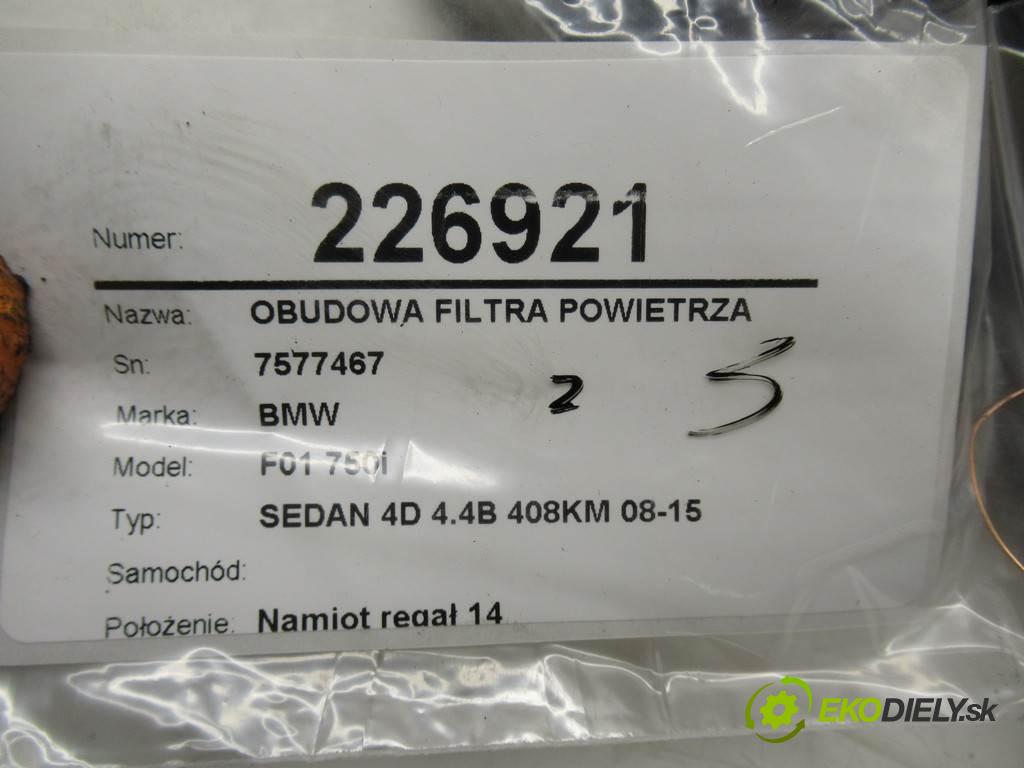 Numer: 226921
Nazwa: OBUDOWA FILTRA POWIETRZA
Sn: 7577467
Marka: BMW
2 5
Model: F01 750i
Typ: SEDAN 4D 4.4B 408KM 08-15
Samochód:
Położenie: Namiot regał 14
EKODIELY.sk